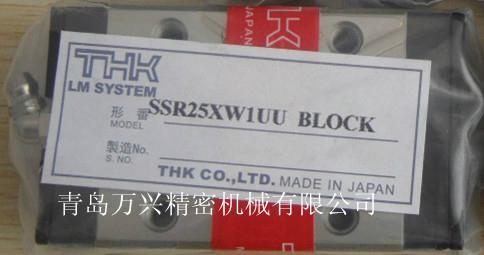 THK
LM SYSTEM
形 番
MODEL
SSR25XW1UU BLOCK
製造No.
S. NO.
THK CO.,LTD. MADE IN JAPAN
青岛万兴精密机械有限公司
JAPAN